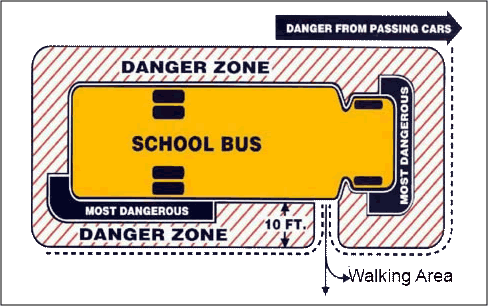 DANGER FROM PASSING CARS
DANGER ZONE
SCHOOL BUS
MOST DANGEROUS
MOST DANGEROUS
10 FT.
DANGER ZONE
Walking Area